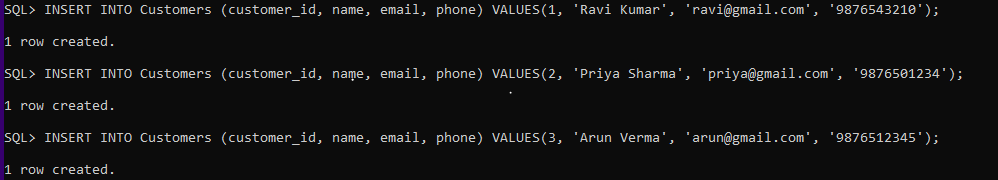 SQL> INSERT INTO Customers (customer_id, name, email, phone) VALUES(1, 'Ravi Kumar', 'ravi@gmail.com', '9876543210');
1 row created.
SQL> INSERT INTO Customers (customer_id, name, email, phone) VALUES(2, 'Priya Sharma', 'priya@gmail.com', '9876501234');
1 row created.
SQL> INSERT INTO Customers (customer_id, name, email, phone) VALUES(3, 'Arun Verma', 'arun@gmail.com', '9876512345');
1 row created.